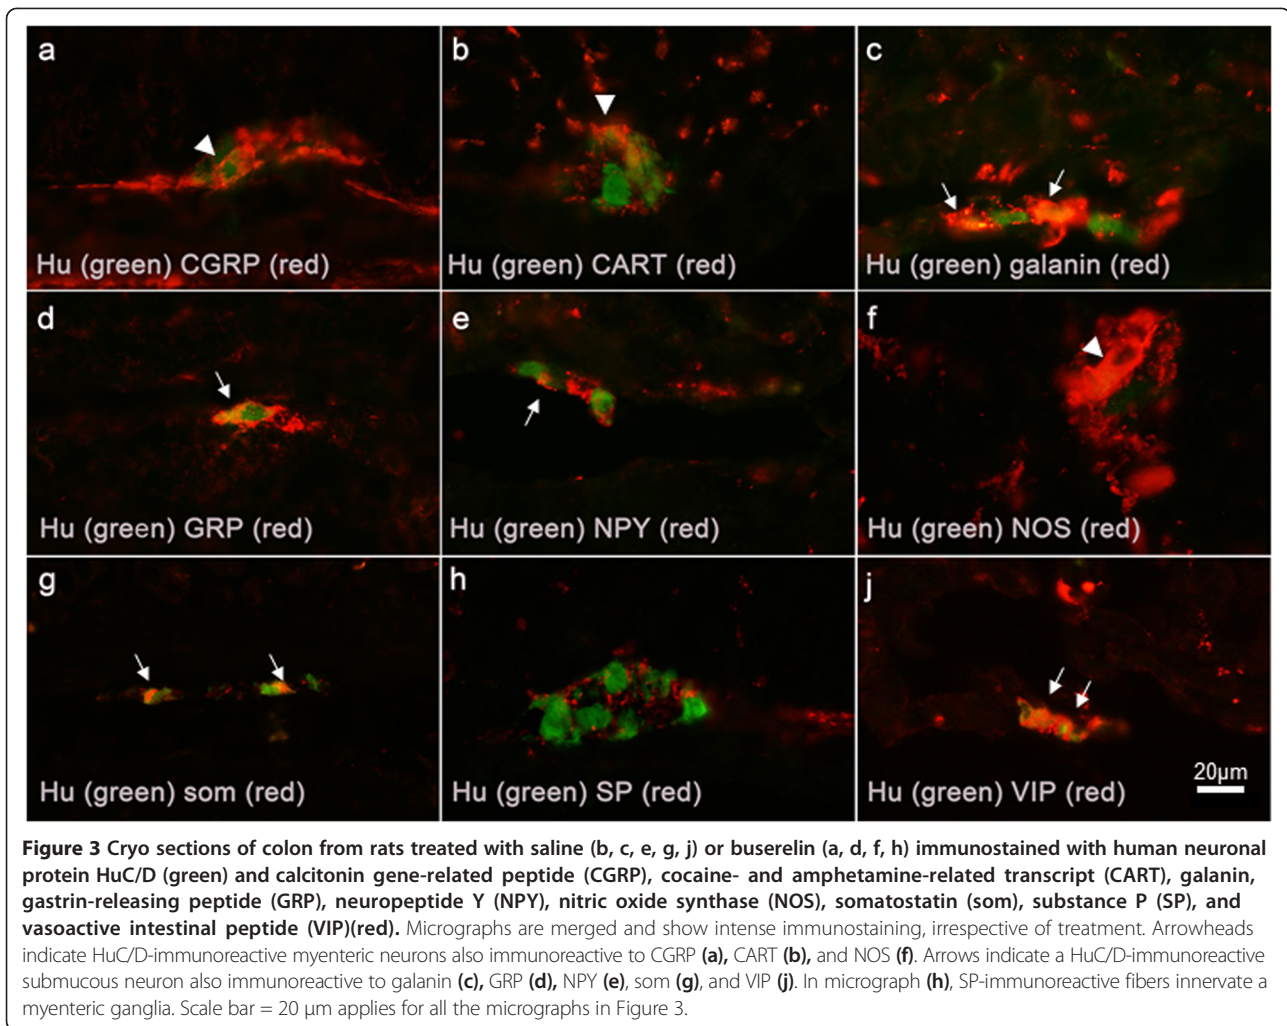 a
b
c
Hu (green) CGRP (red)
Hu (green) CART (red)
Hu (green) galanin (red)
d
e
f
Hu (green) GRP (red)
Hu (green) NPY (red)
Hu (green) NOS (red)
g
h
j
20µm
Hu (green) som (red)
Hu (green) SP (red)
Hu (green) VIP (red)
Figure 3 Cryo sections of colon from rats treated with saline (b, c, e, g, j) or buserelin (a, d, f, h) immunostained with human neuronal
protein HuC/D (green) and calcitonin gene-related peptide (CGRP), cocaine- and amphetamine-related transcript (CART), galanin,
gastrin-releasing peptide (GRP), neuropeptide Y (NPY), nitric oxide synthase (NOS), somatostatin (som), substance P (SP), and
vasoactive intestinal peptide (VIP)(red). Micrographs are merged and show intense immunostaining, irrespective of treatment. Arrowheads
indicate HuC/D-immunoreactive myenteric neurons also immunoreactive to CGRP (a), CART (b), and NOS (f). Arrows indicate a HuC/D-immunoreactive
submucous neuron also immunoreactive to galanin (c), GRP (d), NPY (e), som (g), and VIP (j). In micrograph (h), SP-immunoreactive fibers innervate a
myenteric ganglia. Scale bar = 20 µm applies for all the micrographs in Figure 3.